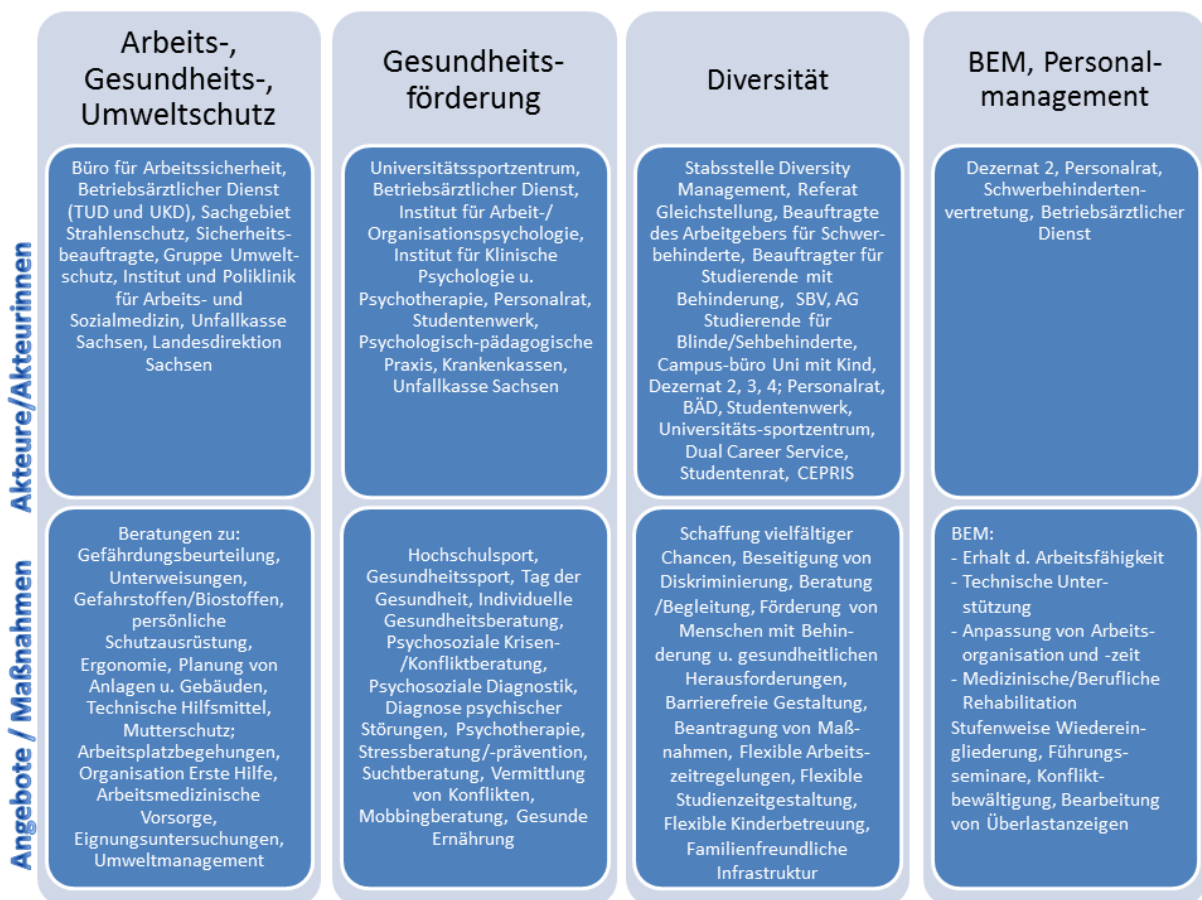 Arbeits-,
Gesundheits-,
Umweltschutz
Gesundheits-
förderung
Diversität
BEM, Personal-
management
Akteure/Akteurinnen
Büro für Arbeitssicherheit,
Betriebsärztlicher Dienst
(TUD und UKD), Sachgebiet
Strahlenschutz, Sicherheits-
beauftragte, Gruppe Umwelt-
schutz, Institut und Poliklinik
für Arbeits- und
Sozialmedizin, Unfallkasse
Sachsen, Landesdirektion
Sachsen
Universitätssportzentrum,
Betriebsärztlicher Dienst,
Institut für Arbeit-/
Organisationspsychologie,
Institut für Klinische
Psychologie u.
Psychotherapie, Personalrat,
Studentenwerk,
Psychologisch-pädagogische
Praxis, Krankenkassen,
Unfallkasse Sachsen
Stabsstelle Diversity
Management, Referat
Gleichstellung, Beauftragte
des Arbeitgebers für Schwer-
behinderte, Beauftragter für
Studierende mit
Behinderung, SBV, AG
Studierende für
Blinde/Sehbehinderte,
Campus-büro Uni mit Kind,
Dezernat 2, 3, 4; Personalrat,
BÄD, Studentenwerk,
Universitäts-sportzentrum,
Dual Career Service,
Studentenrat, CEPRIS
Dezernat 2, Personalrat,
Schwerbehinderten-
vertretung, Betriebsärztlicher
Dienst
Angebote / Maßnahmen
Beratungen zu:
Gefährdungsbeurteilung,
Unterweisungen,
Gefahrstoffen/Biostoffen,
persönliche
Schutzausrüstung,
Ergonomie, Planung von
Anlagen u. Gebäuden,
Technische Hilfsmittel,
Mutterschutz;
Arbeitsplatzbegehungen,
Organisation Erste Hilfe,
Arbeitsmedizinische
Vorsorge,
Eignungsuntersuchungen,
Umweltmanagement
Hochschulsport,
Gesundheitssport, Tag der
Gesundheit, Individuelle
Gesundheitsberatung,
Psychosoziale Krisen-
/Konfliktberatung,
Psychosoziale Diagnostik,
Diagnose psychischer
Störungen, Psychotherapie,
Stressberatung/-prävention,
Suchtberatung, Vermittlung
von Konflikten,
Mobbingberatung, Gesunde
Ernährung
Schaffung vielfältiger
Chancen, Beseitigung von
Diskriminierung, Beratung
/Begleitung, Förderung von
Menschen mit Behin-
derung u. gesundheitlichen
Herausforderungen,
Barrierefreie Gestaltung,
Beantragung von Maß-
nahmen, Flexible Arbeits-
zeitregelungen, Flexible
Studienzeitgestaltung,
Flexible Kinderbetreuung,
Familienfreundliche
Infrastruktur
BEM:
- Erhalt d. Arbeitsfähigkeit
- Technische Unter-
stützung
- Anpassung von Arbeits-
organisation und -zeit
- Medizinische/Berufliche
Rehabilitation
Stufenweise Wiederein-
gliederung, Führungs-
seminare, Konflikt-
bewältigung, Bearbeitung
von Überlastanzeigen